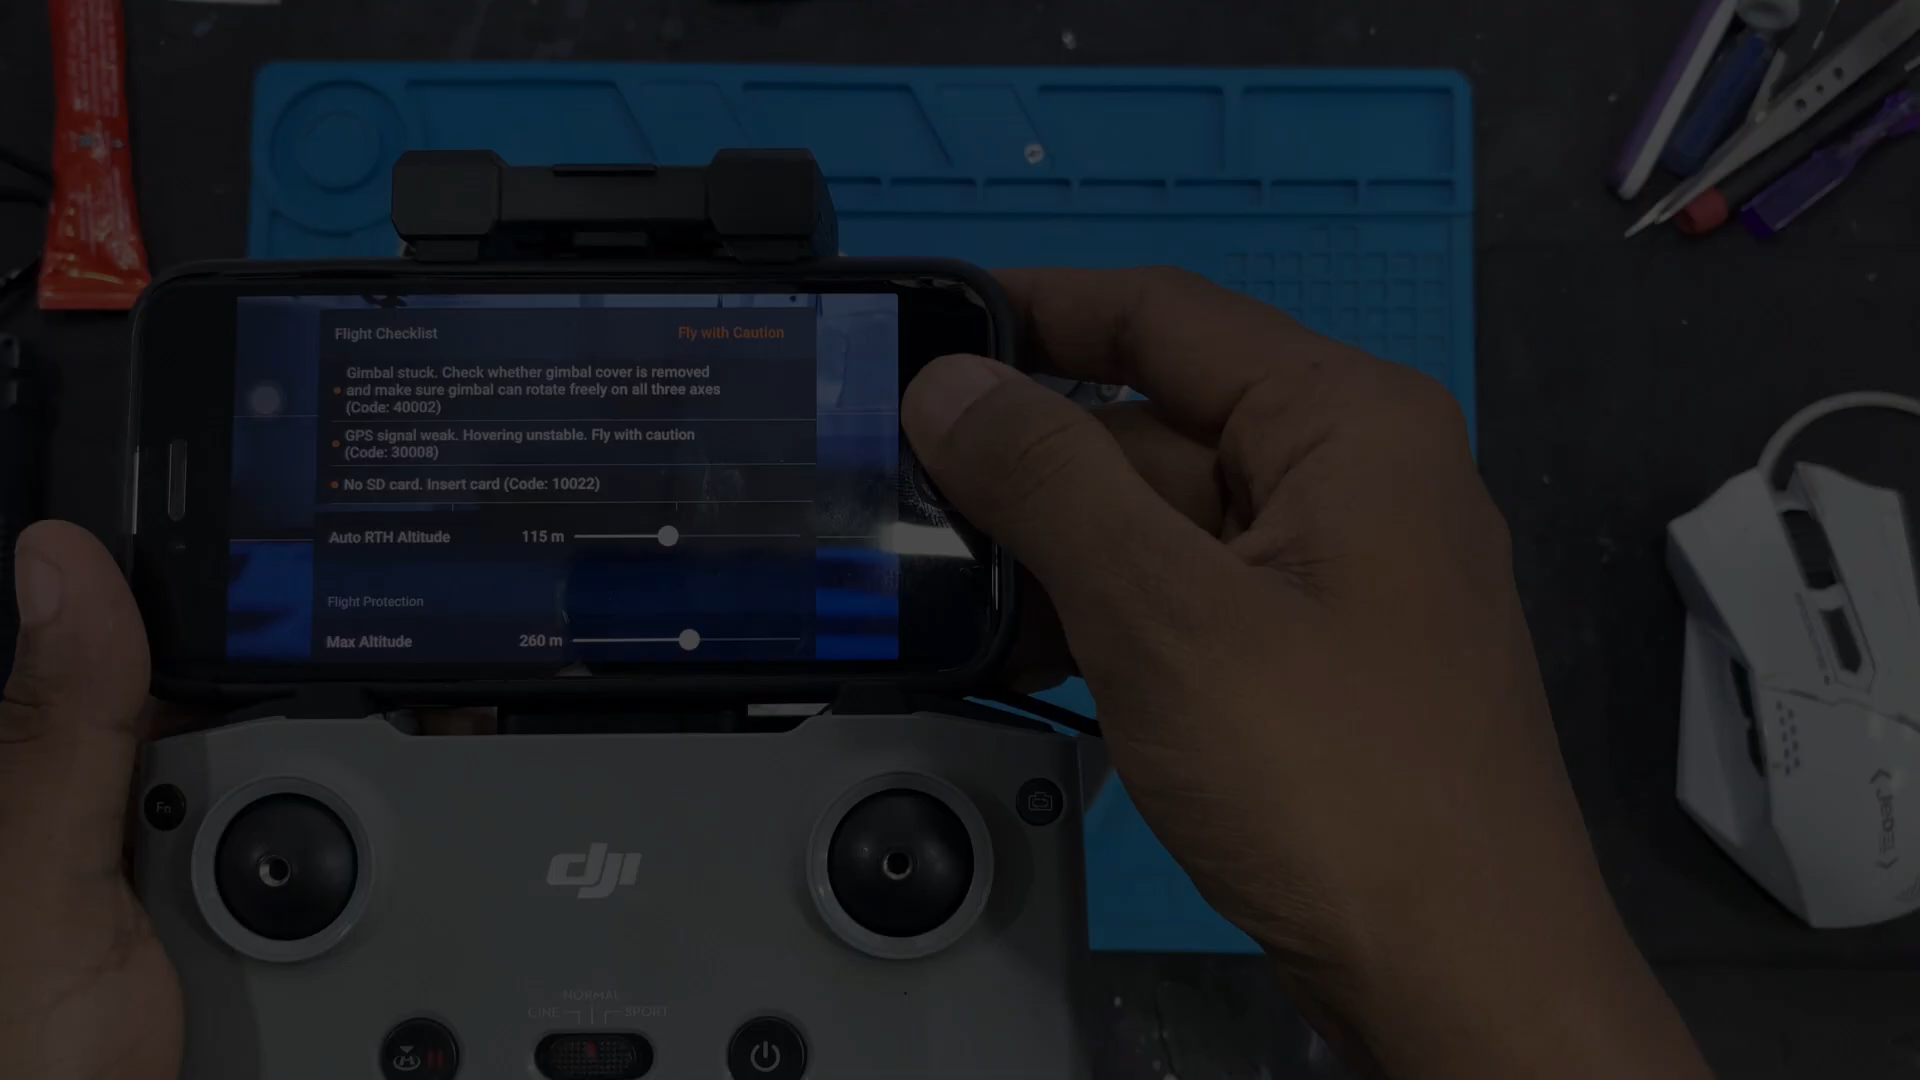 Flight Checklist
Fly with Caution
Gimbal stuck. Check whether gimbal cover is removed
and make sure gimbal can rotate freely on all three axes
(Code: 40002)
GPS signal weak. Hovering unstable. Fly with caution
(Code: 30008)
No SD card. Insert card (Code: 10022)
Auto RTH Altitude
115 m
Flight Protection
Max Altitude
260 m
Fn
dji
NORMAL
CINE
SPORT